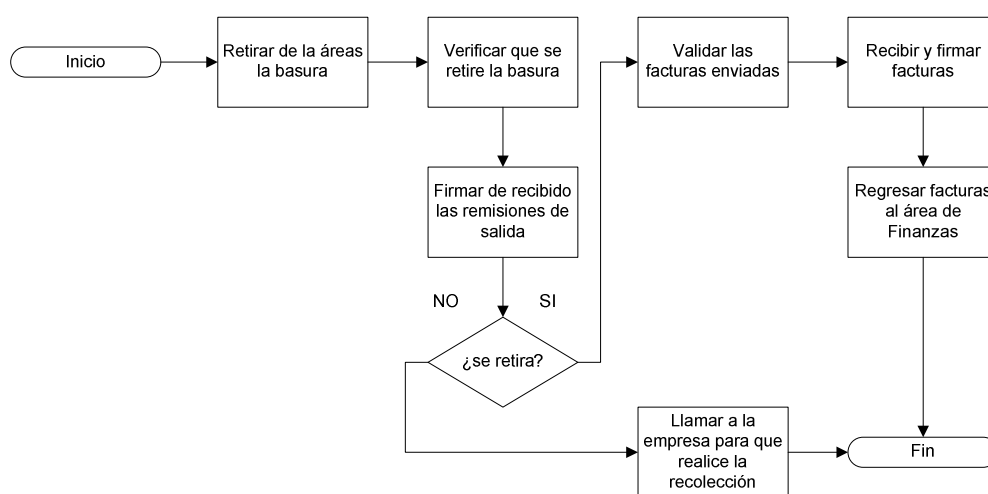 Inicio
Retirar de la áreas
la basura
Verificar que se
retire la basura
Validar las
facturas enviadas
Recibir y firmar
facturas
Firmar de recibido
las remisiones de
salida
Regresar facturas
al área de
Finanzas
NO
SI
¿se retira?
Llamar a la
empresa para que
realice la
recolección
Fin